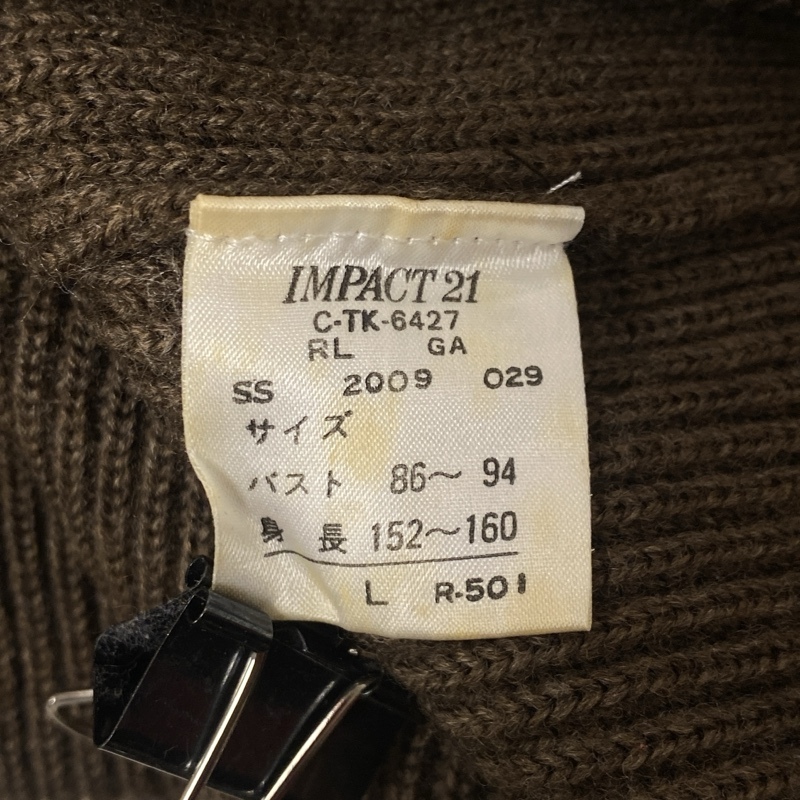 IMPACT 21
C-TK-6427
RL GA
SS 2009 029
サイズ
バスト 86～94
身長 152～160
L R-501